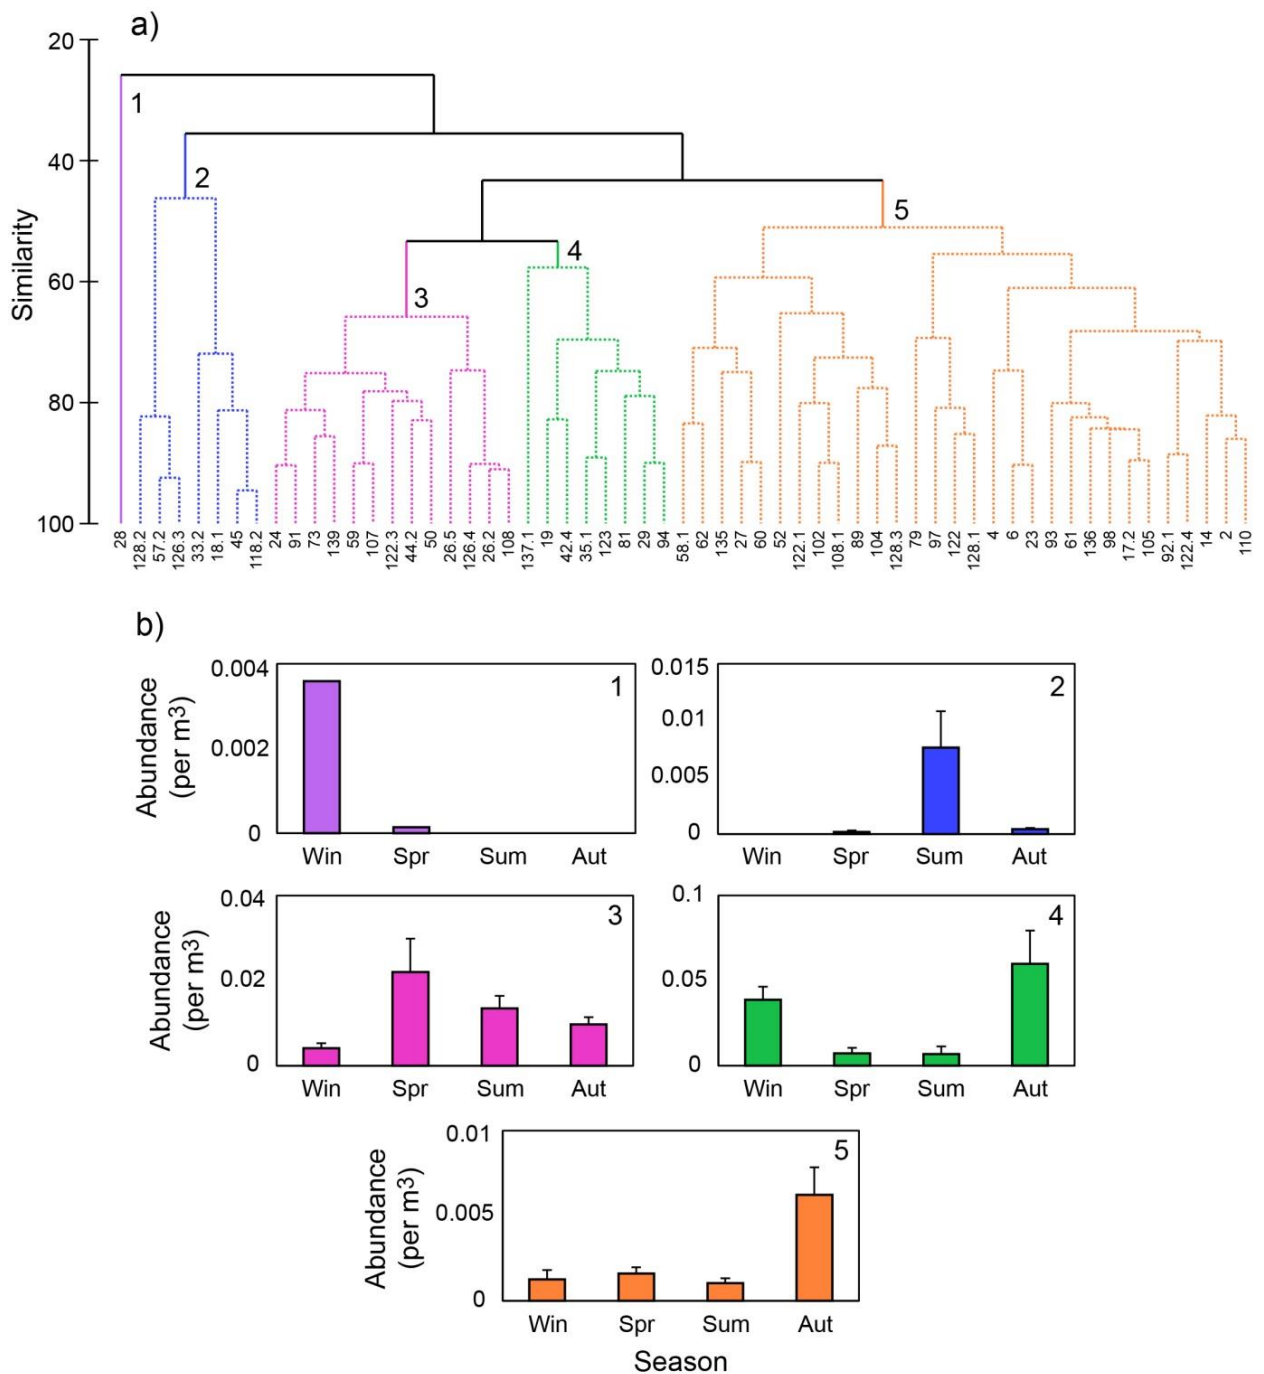 a)
20
40
60
80
100
Similarity
1
2
3
4
5
28 128.2 57.2 126.3 33.2 18.1 45 118.2 24 91 73 139 59 107 122.3 44.2 50 26.5 126.4 26.2 108 137.1 19 42.4 35.1 123 81 29 94 58.1 62 135 27 60 52 122.1 102 108.1 89 104 128.3 79 97 122 128.1 4 6 23 93 61 136 98 17.2 105 92.1 122.4 14 2 110
b)
Abundance
(per m3)
0.004
0.002
0
1
Win Spr Sum Aut
0.015
0.01
0.005
0
2
Win Spr Sum Aut
Abundance
(per m3)
0.04
0.02
0
3
Win Spr Sum Aut
0.1
0.05
0
4
Win Spr Sum Aut
Abundance
(per m3)
0.01
0.005
0
5
Win Spr Sum Aut
Season